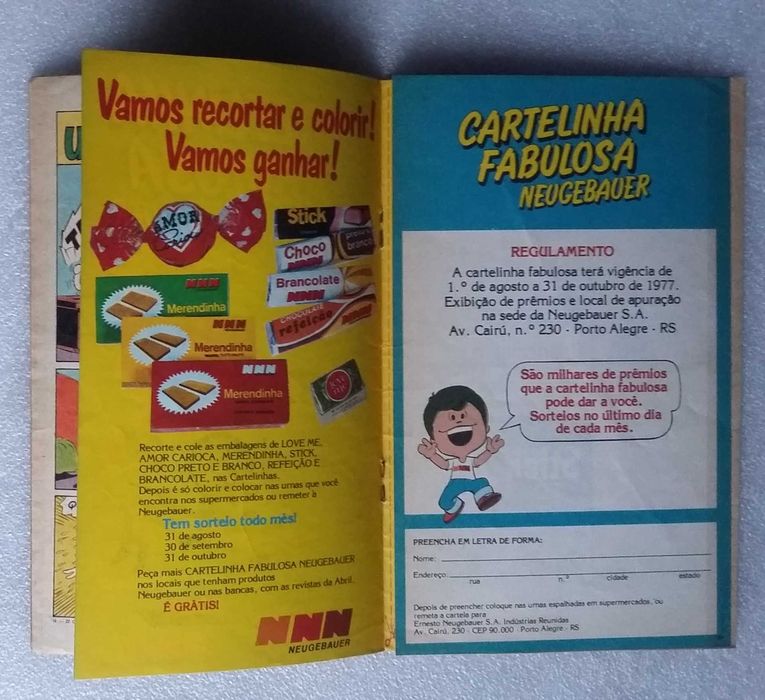 Vamos recortar e colorir!
Vamos ganhar!
AMOR
Stick
Choco
preto e
branco
NNN
Brancolate
NNN
CHOCOLATE
refeição
NNN
NNN
Merendinha
NNN
Merendinha
NNN
Merendinha
Recorte e cole as embalagens de LOVE ME,
AMOR CARIOCA, MERENDINHA, STICK,
CHOCO PRETO E BRANCO, REFEIÇÃO E
BRANCOLATE, nas Cartelinhas.
Depois é só colorir e colocar nas urnas que você
encontra nos supermercados ou remeter à
Neugebauer.
Tem sorteio todo mês!
31 de agosto
30 de setembro
31 de outubro
Peça mais CARTELINHA FABULOSA NEUGEBAUER
nos locais que tenham produtos
Neugebauer ou nas bancas, com as revistas da Abril.
É GRÁTIS!
NNN
NEUGEBAUER
CARTELINHA
FABULOSA
NEUGEBAUER
REGULAMENTO
A cartelinha fabulosa terá vigência de
1.º de agosto a 31 de outubro de 1977.
Exibição de prêmios e local de apuração
na sede da Neugebauer S.A.
Av. Cairú, n.º 230 - Porto Alegre - RS
São milhares de prêmios
que a cartelinha fabulosa
pode dar a você.
Sorteios no último dia
de cada mês.
PREENCHA EM LETRA DE FORMA:
Nome:
Endereço:
rua n.º cidade estado
Depois de preencher coloque nas urnas espalhadas em supermercados, ou
remeta a cartela para
Ernesto Neugebauer S.A. Indústrias Reunidas
Av. Cairú, 230 - CEP 90.000 - Porto Alegre - RS